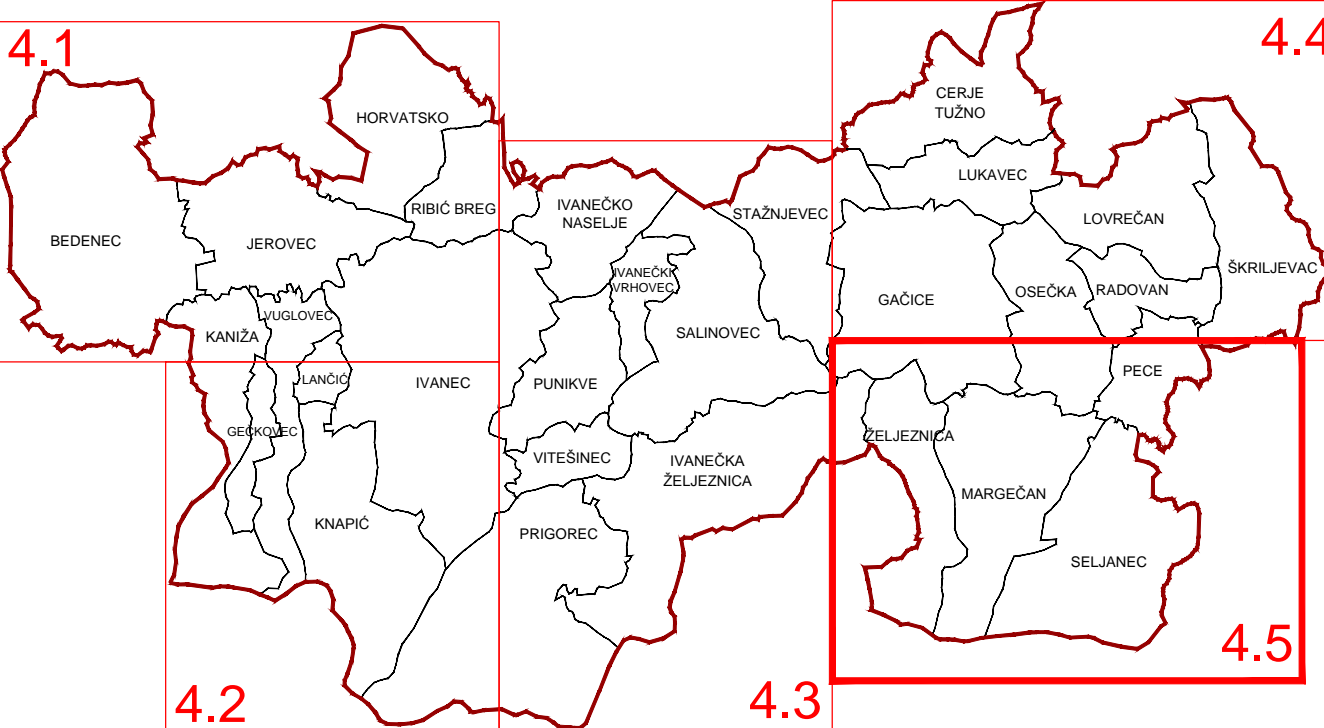 4.1
4.4
CERJE
TUŽNO
HORVATSKO
LUKAVEC
RIBIĆ BREG
IVANEČKO
NASELJE
STAŽNJEVEC
LOVREČAN
BEDENEC
JEROVEC
IVANEČKI
VRHOVEC
ŠKRILJEVAC
GAČICE
OSEČKA
RADOVAN
VUGLOVEC
KANIŽA
SALINOVEC
LANČIĆ
IVANEC
PUNIKVE
PECE
GEČKOVEC
ŽELJEZNICA
VITEŠINEC
IVANEČKA
ŽELJEZNICA
MARGEČAN
KNAPIĆ
PRIGOREC
SELJANEC
4.5
4.2
4.3